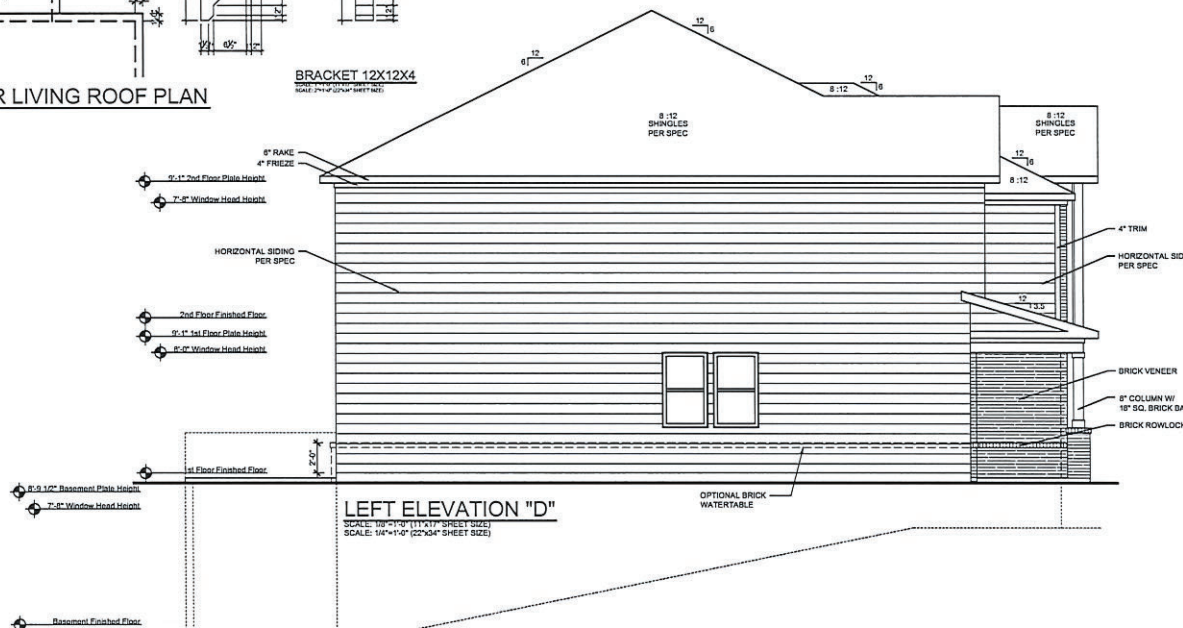 R LIVING ROOF PLAN
BRACKET 12X12X4
12
6
12
6
8 :12
12
6
8 :12
SHINGLES
PER SPEC
8 :12
SHINGLES
PER SPEC
12
6
8 :12
6" RAKE
4" FRIEZE
9'-1" 2nd Floor Plate Height
7'-8" Window Head Height
HORIZONTAL SIDING
PER SPEC
4" TRIM
HORIZONTAL SID
PER SPEC
12
3.5
2nd Floor Finished Floor
9'-1" 1st Floor Plate Height
8'-0" Window Head Height
BRICK VENEER
8" COLUMN W/
18" SQ. BRICK BA
BRICK ROWLOCK
2'-0"
1st Floor Finished Floor
8'-9 1/2" Basement Plate Height
7'-8" Window Head Height
OPTIONAL BRICK
WATERTABLE
LEFT ELEVATION "D"
SCALE: 1/8"=1'-0" (11"x17" SHEET SIZE)
SCALE: 1/4"=1'-0" (22"x34" SHEET SIZE)
Basement Finished Floor